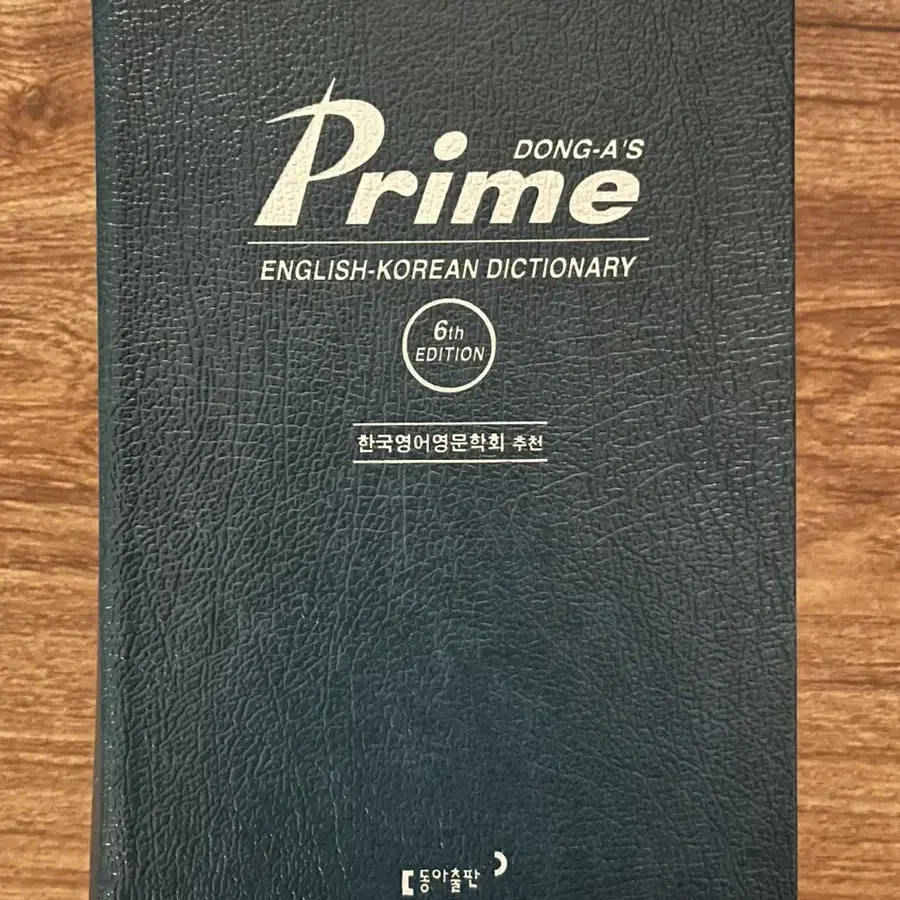 DONG-A'S
Prime
ENGLISH-KOREAN DICTIONARY
6th
EDITION
한국영어영문학회 추천
동아출판